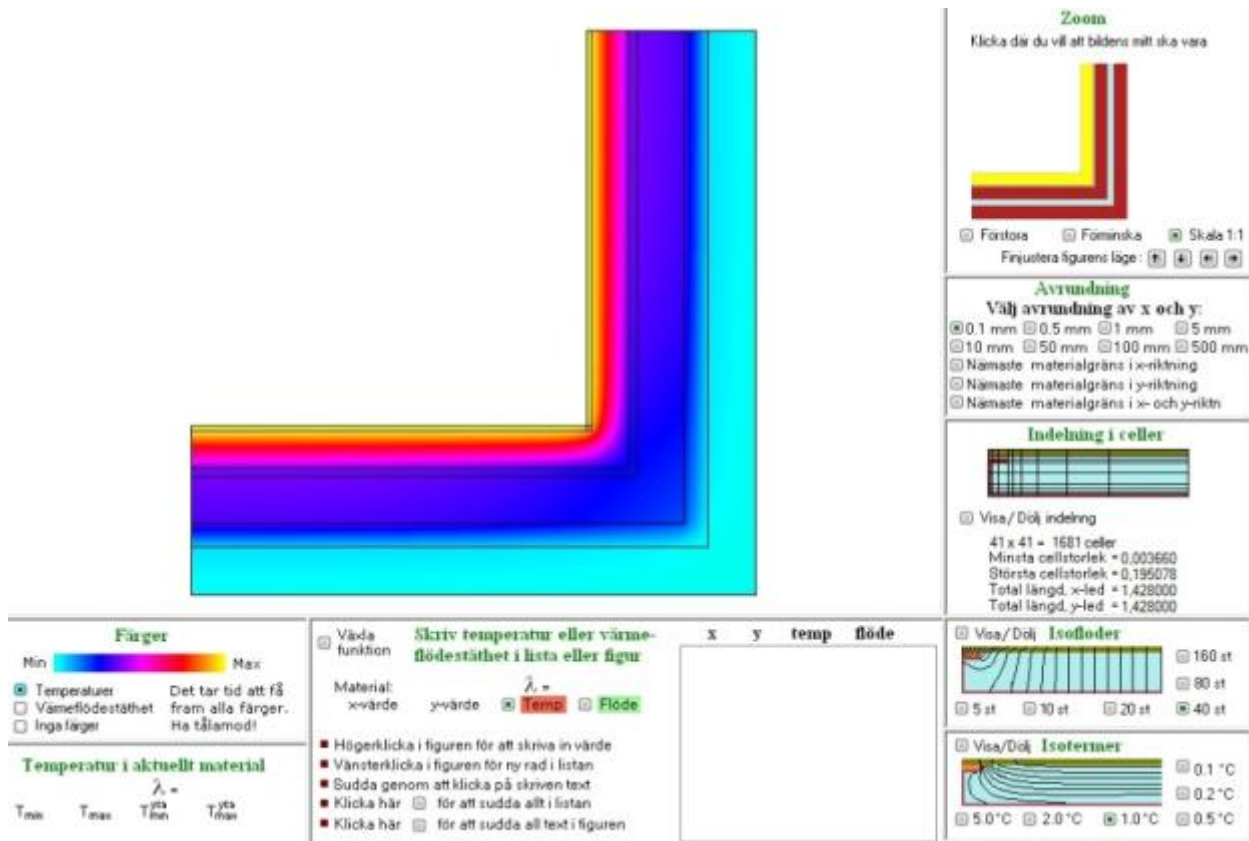 Zoom
Klicka där du vill att bildens mitt ska vara
Förstora Förminska Skala 1:1
Finjustera figurens läge:
Avrundning
Välj avrundning av x och y:
0.1 mm 0.5 mm 1 mm 5 mm
10 mm 50 mm 100 mm 500 mm
Närmaste materialgräns i x-riktning
Närmaste materialgräns i y-riktning
Närmaste materialgräns i x- och y-riktn
Indelning i celler
Visa/Dölj indelning
41 x 41 = 1681 celler
Minsta cellstorlek = 0,003660
Största cellstorlek = 0,195078
Total längd, x-led = 1,428000
Total längd, y-led = 1,428000
Färger
Min Max
Temperaturer
Värmeflödestäthet
Inga färger
Det tar tid att få
fram alla färger.
Ha tålamod!
Temperatur i aktuellt material
λ =
Tmin Tmax Tytamin Tytamax
Växla
funktion
Skriv temperatur eller värme-
flödestäthet i lista eller figur
Material: λ =
x-värde y-värde Temp Flöde
Högerklicka i figuren för att skriva in värde
Vänsterklicka i figuren för ny rad i listan
Sudda genom att klicka på skriven text
Klicka här för att sudda allt i listan
Klicka här för att sudda all text i figuren
x y temp flöde
Visa/Dölj Isoflöder
160 st
80 st
5 st 10 st 20 st 40 st
Visa/Dölj Isotermer
0.1 °C
0.2 °C
5.0 °C 2.0 °C 1.0 °C 0.5 °C